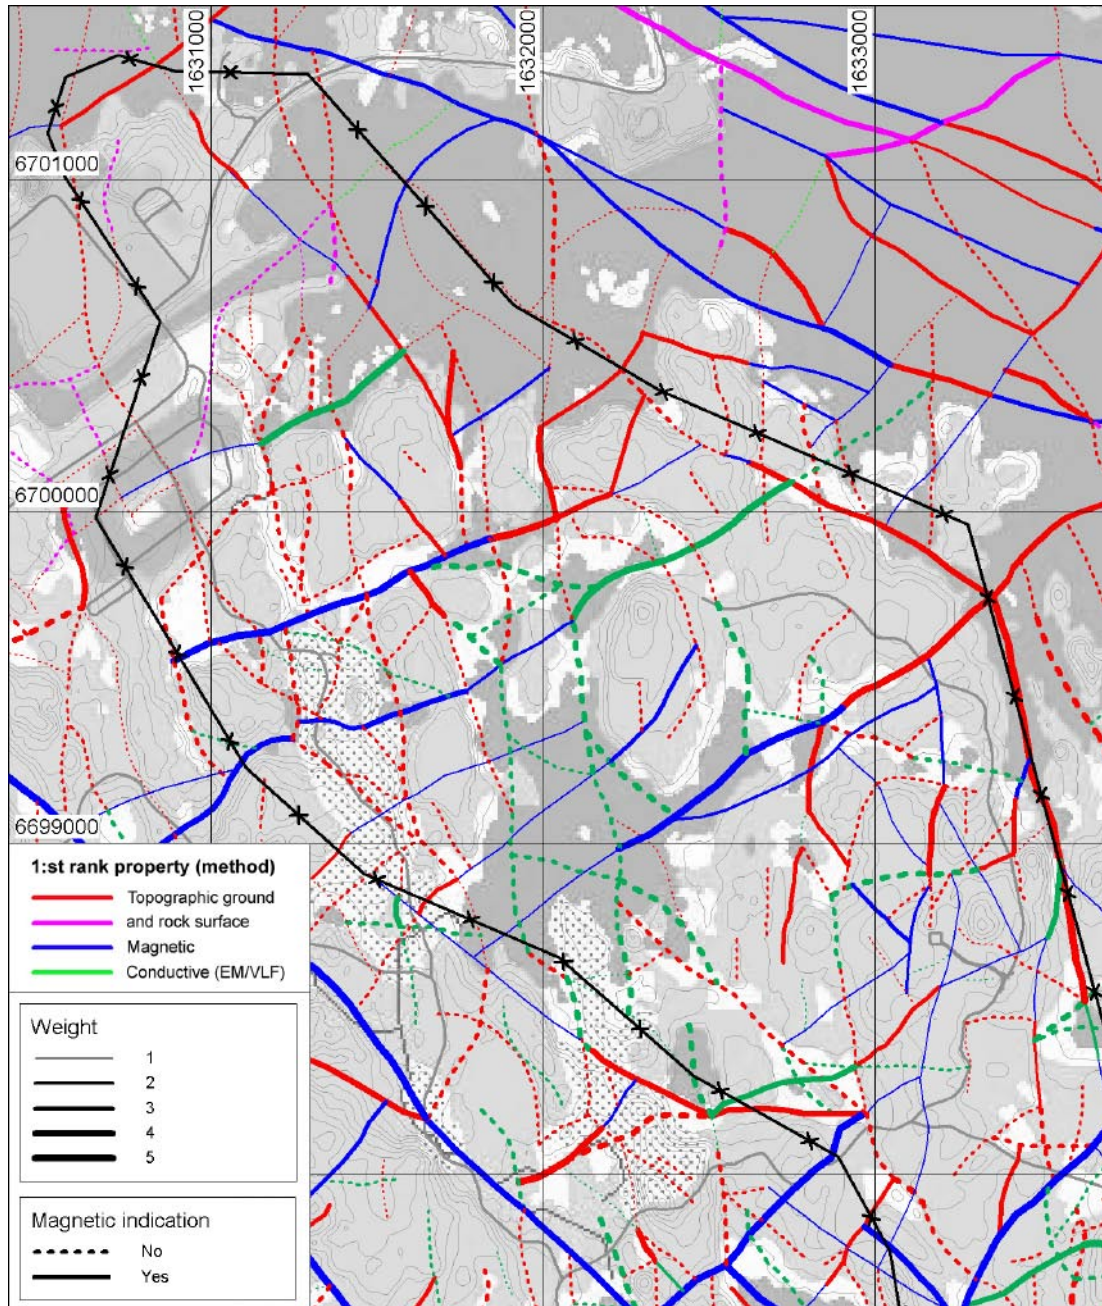 1631000
1632000
1633000
6701000
6700000
6699000
1:st rank property (method)
Topographic ground
and rock surface
Magnetic
Conductive (EM/VLF)
Weight
1
2
3
4
5
Magnetic indication
No
Yes